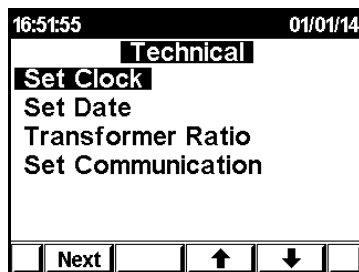 16:51:55 01/01/14
Technical
Set Clock
Set Date
Transformer Ratio
Set Communication
Next ↑ ↓